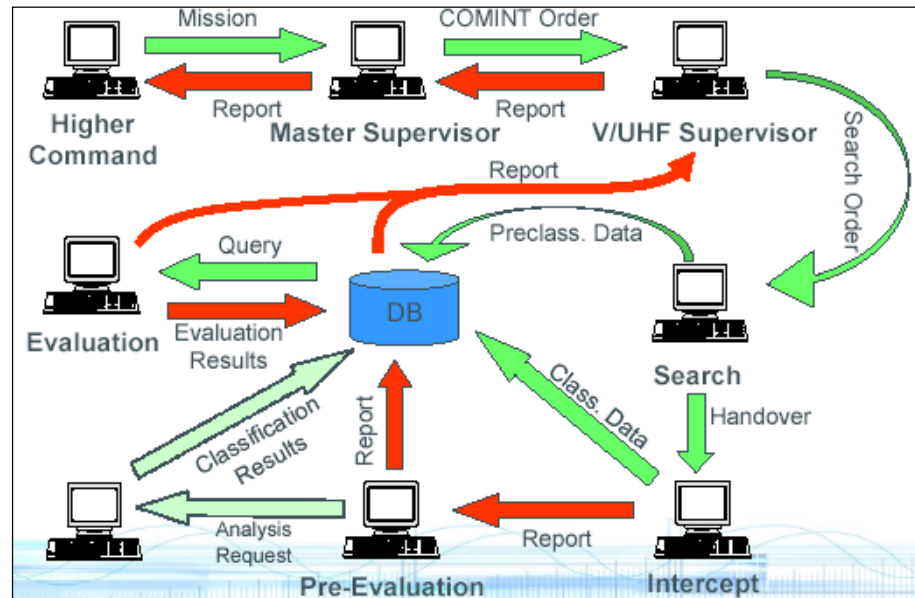 Mission
COMINT Order
Report
Report
Higher
Command
Master Supervisor
V/UHF Supervisor
Search Order
Report
Query
Preclass. Data
DB
Evaluation
Evaluation
Results
Search
Classification
Results
Report
Class. Data
Handover
Analysis
Request
Report
Pre-Evaluation
Intercept